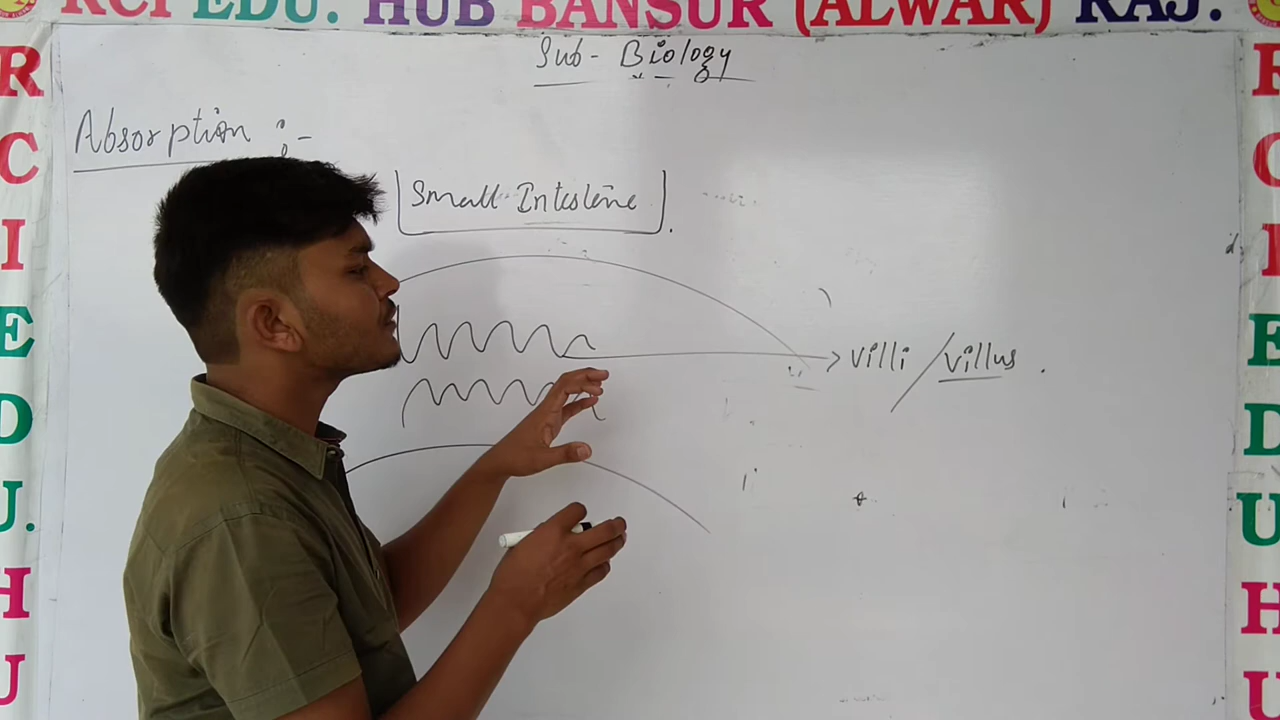 RCI EDU. HUB BANSUR (ALWAR) RAJ.
Sub - Biology
Absorption :-
Small Intestine
villi / villus .
R C I E D U. H U
R C I E D U H U